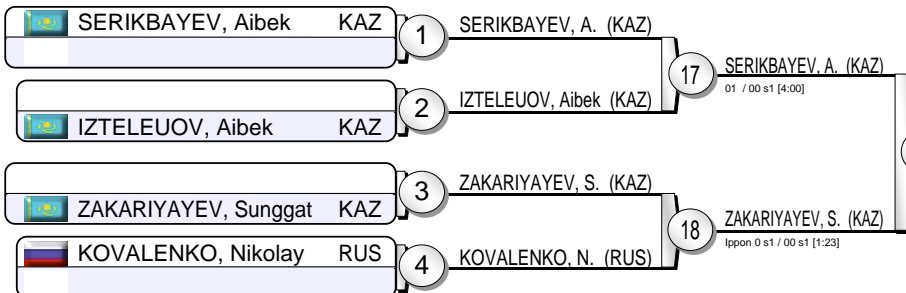 SERIKBAYEV, Aibek KAZ
1
SERIKBAYEV, A. (KAZ)
17
SERIKBAYEV, A. (KAZ)
01 / 00 s1 [4:00]
2
IZTELEUOV, Aibek (KAZ)
IZTELEUOV, Aibek KAZ
3
ZAKARIYAYEV, S. (KAZ)
ZAKARIYAYEV, Sunggat KAZ
18
ZAKARIYAYEV, S. (KAZ)
Ippon 0 s1 / 00 s1 [1:23]
KOVALENKO, Nikolay RUS
4
KOVALENKO, N. (RUS)